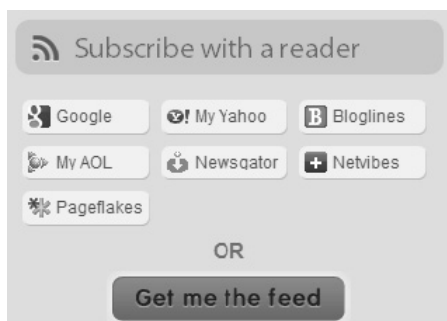 Subscribe with a reader
Google My Yahoo Bloglines
My AOL Newsgator Netvibes
Pageflakes
OR
Get me the feed